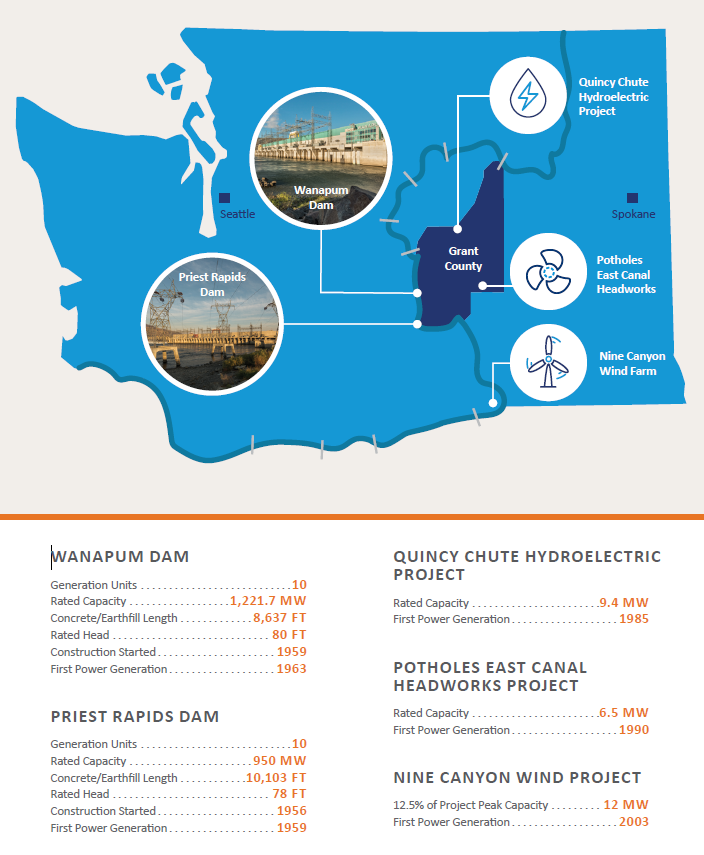 Quincy Chute
Hydroelectric
Project
Wanapum
Dam
Seattle
Spokane
Grant
County
Priest Rapids
Dam
Potholes
East Canal
Headworks
Nine Canyon
Wind Farm
WANAPUM DAM
Generation Units . . . . . . . . . . . . . . . . . . . . . . . . . . 10
Rated Capacity . . . . . . . . . . . . . . . . . . 1,221.7 MW
Concrete/Earthfill Length . . . . . . . . . . . . . 8,637 FT
Rated Head . . . . . . . . . . . . . . . . . . . . . . . . . 80 FT
Construction Started . . . . . . . . . . . . . . . . . . . . . 1959
First Power Generation . . . . . . . . . . . . . . . . . . . 1963
PRIEST RAPIDS DAM
Generation Units . . . . . . . . . . . . . . . . . . . . . . . . . . 10
Rated Capacity . . . . . . . . . . . . . . . . . . . . . . 950 MW
Concrete/Earthfill Length . . . . . . . . . . . . 10,103 FT
Rated Head . . . . . . . . . . . . . . . . . . . . . . . . . 78 FT
Construction Started . . . . . . . . . . . . . . . . . . . . . 1956
First Power Generation . . . . . . . . . . . . . . . . . . . 1959
QUINCY CHUTE HYDROELECTRIC
PROJECT
Rated Capacity . . . . . . . . . . . . . . . . . . . . . . 9.4 MW
First Power Generation . . . . . . . . . . . . . . . . . . . 1985
POTHOLES EAST CANAL
HEADWORKS PROJECT
Rated Capacity . . . . . . . . . . . . . . . . . . . . . . 6.5 MW
First Power Generation . . . . . . . . . . . . . . . . . . . 1990
NINE CANYON WIND PROJECT
12.5% of Project Peak Capacity . . . . . . . . . 12 MW
First Power Generation . . . . . . . . . . . . . . . . . . . 2003